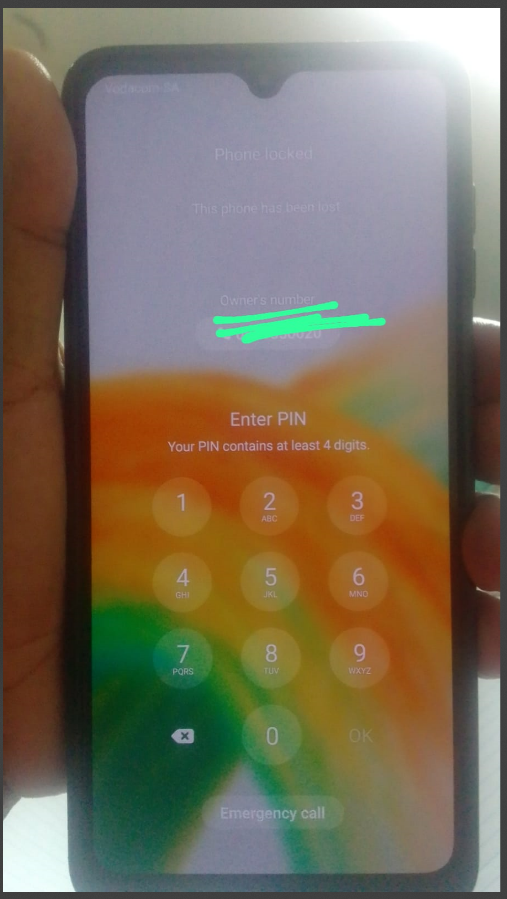 Vodacom SA
Phone locked
This phone has been lost
Owner's number
Enter PIN
Your PIN contains at least 4 digits.
1
2
ABC
3
DEF
4
GHI
5
JKL
6
MNO
7
PQRS
8
TUV
9
WXYZ
0
OK
Emergency call